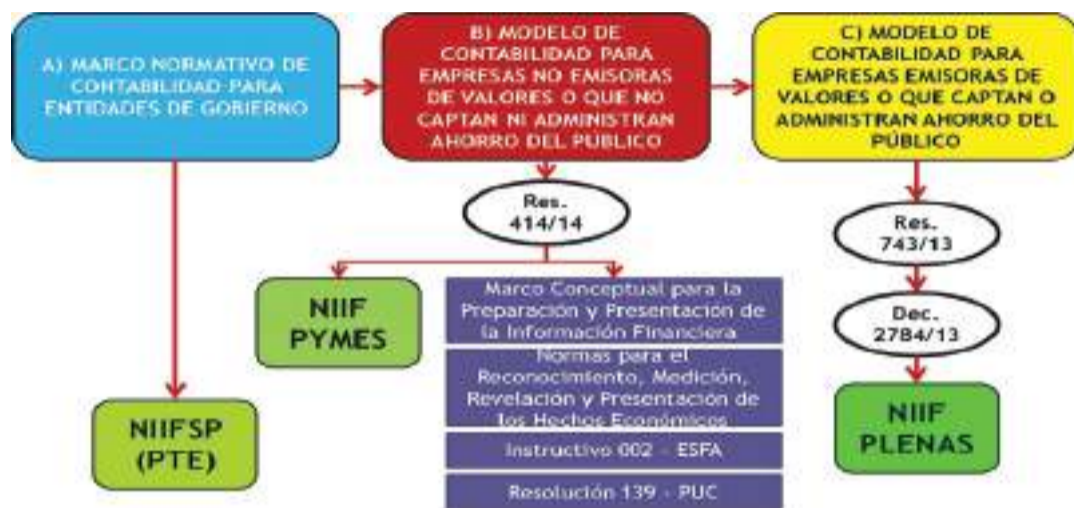 A) MARCO NORMATIVO DE
CONTABILIDAD PARA
ENTIDADES DE GOBIERNO
B) MODELO DE
CONTABILIDAD PARA
EMPRESAS NO EMISORAS
DE VALORES O QUE NO
CAPTAN NI ADMINISTRAN
AHORRO DEL PUBLICO
C) MODELO DE
CONTABILIDAD PARA
EMPRESAS EMISORAS DE
VALORES O QUE CAPTAN O
ADMINISTRAN AHORRO DEL
PÚBLICO
Res.
414/14
Res.
743/13
Dec.
2784/13
NIIF
PYMES
Marco Conceptual para la
Preparación y Presentación de
la Información Financiera
Normas para el
Reconocimiento, Medición,
Revelación y Presentación de
los Hechos Económicos
Instructivo 002 - ESFA
Resolución 139 - PUC
NIIFSP
(PTE)
NIIF
PLENAS